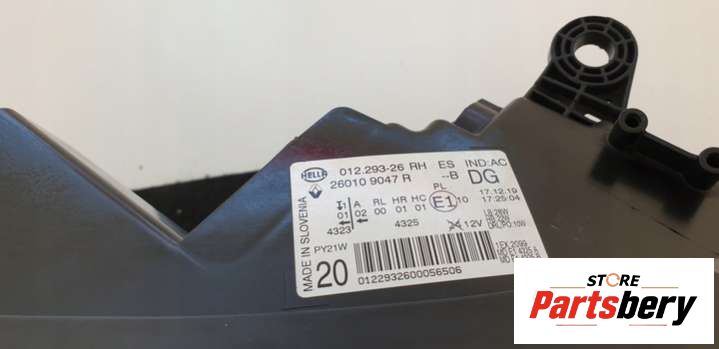 HELLA 012.293-26 RH ES IND:AC
26010 9047 R --B DG
PL 17.12.19
17:25:04
A RL HR HC E1 10
01 02 00 01 01
4323 4325 12V
PY21W
MADE IN SLOVENIA
20
0122932600056506
1EX 2099
STORE
Partsbery